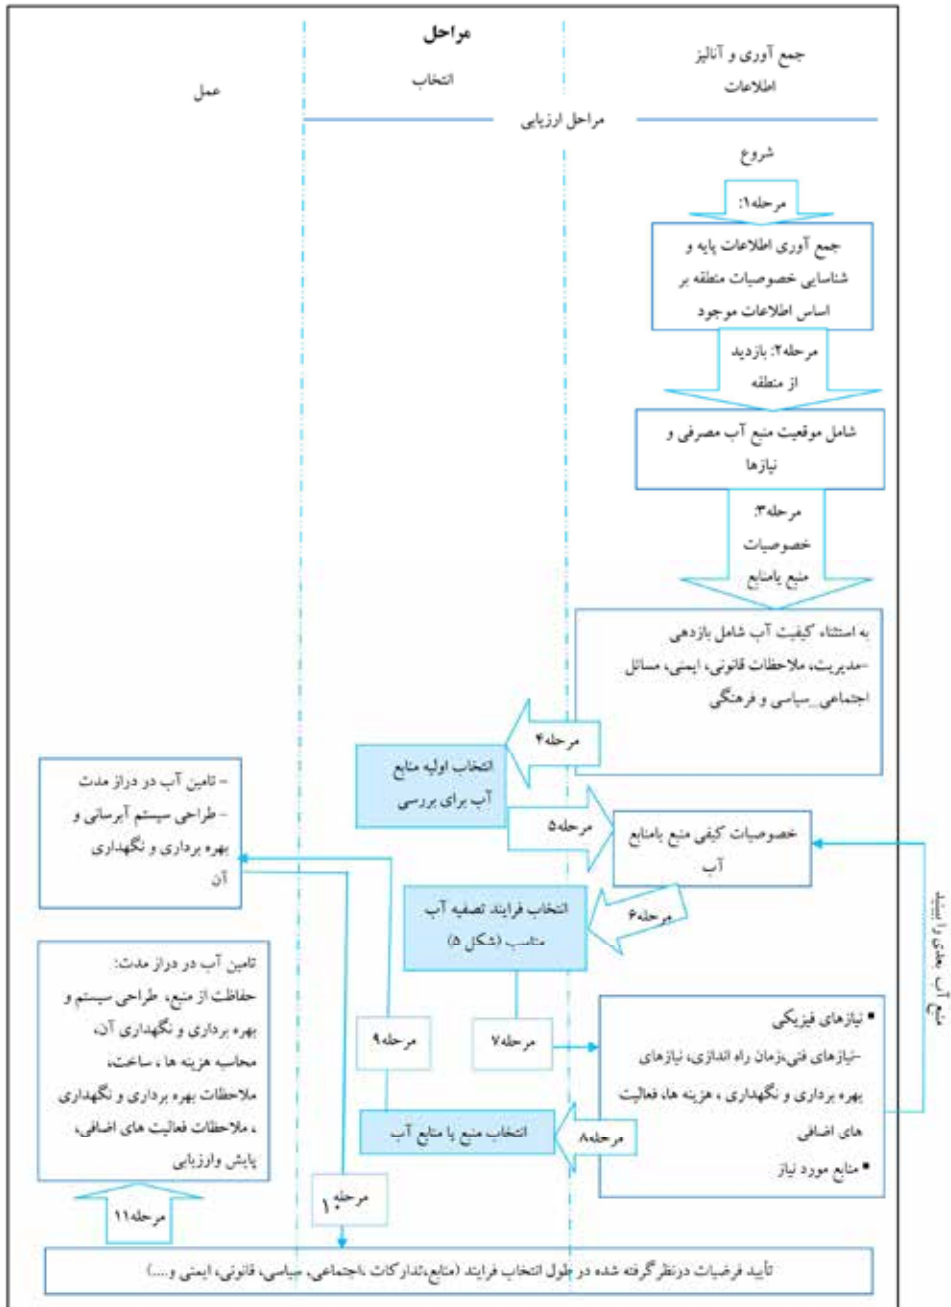 مراحل
جمع آوری و آنالیز
اطلاعات
انتخاب
عمل
مراحل ارزیابی
شروع
مرحله۱:
جمع آوری اطلاعات پایه و
شناسایی خصوصیات منطقه بر
اساس اطلاعات موجود
مرحله۲: بازدید
از منطقه
شامل موقعیت منبع آب مصرفی و
نیازها
مرحله۳:
خصوصیات
منبع یامنابع
به استثناء کیفیت آب شامل بازدهی
-مدیریت، ملاحظات قانونی، ایمنی، مسائل
اجتماعی_سیاسی و فرهنگی
مرحله۴
انتخاب اولیه منابع
آب برای بررسی
مرحله۵
خصوصیات کیفی منبع یامنابع
آب
مرحله۶
انتخاب فرایند تصفیه آب
مناسب (شکل ۵)
مرحله۷
▪ نیازهای فیزیکی
-نیازهای فنی،زمان راه اندازی، نیازهای
بهره برداری و نگهداری ، هزینه ها، فعالیت
های اضافی
▪ منابع مورد نیاز
منبع آب بعدی را ببینید
مرحله۸
انتخاب منبع یا منابع آب
مرحله۹
- تامین آب در دراز مدت
- طراحی سیستم آبرسانی و
بهره برداری و نگهداری
آن
مرحله۱۰
تأیید فرضیات درنظرگرفته شده در طول انتخاب فرایند (منابع،تدارکات ،اجتماعی، سیاسی، قانونی، ایمنی و....)
مرحله۱۱
تامین آب در دراز مدت:
حفاظت از منبع، طراحی سیستم و
بهره برداری و نگهداری آن،
محاسبه هزینه ها ، ساخت،
ملاحظات بهره برداری و نگهداری
، ملاحظات فعالیت های اضافی،
پایش وارزیابی